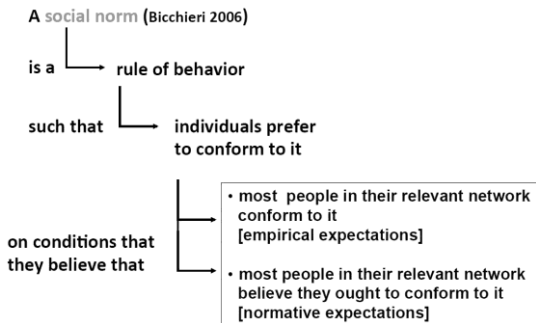 A social norm (Bicchieri 2006)
is a rule of behavior
such that individuals prefer
to conform to it
on conditions that
they believe that
• most people in their relevant network
conform to it
[empirical expectations]
• most people in their relevant network
believe they ought to conform to it
[normative expectations]